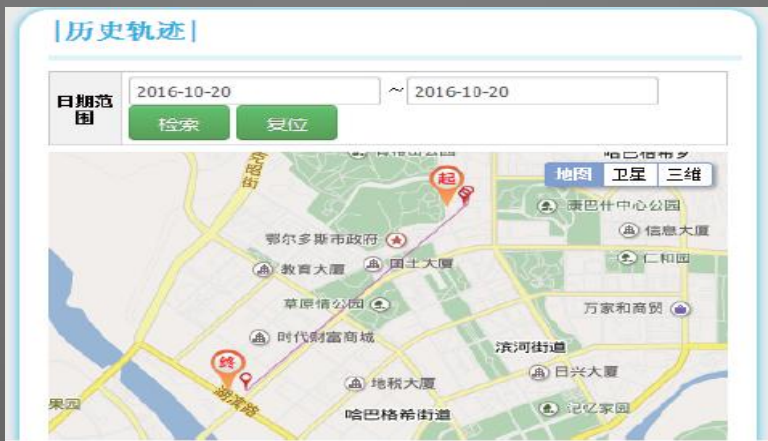 |历史轨迹|
日期范
围
2016-10-20
~
2016-10-20
检索
复位
地图
卫星
三维
昭
街
起
康巴什中心公园
信息大厦
鄂尔多斯市政府
仁和园
教育大厦
国土大厦
草原情公园
万家和商贸
时代财富商城
滨河街道
终
日兴大厦
地税大厦
果园
湖滨路
哈巴格希街道
记忆家园